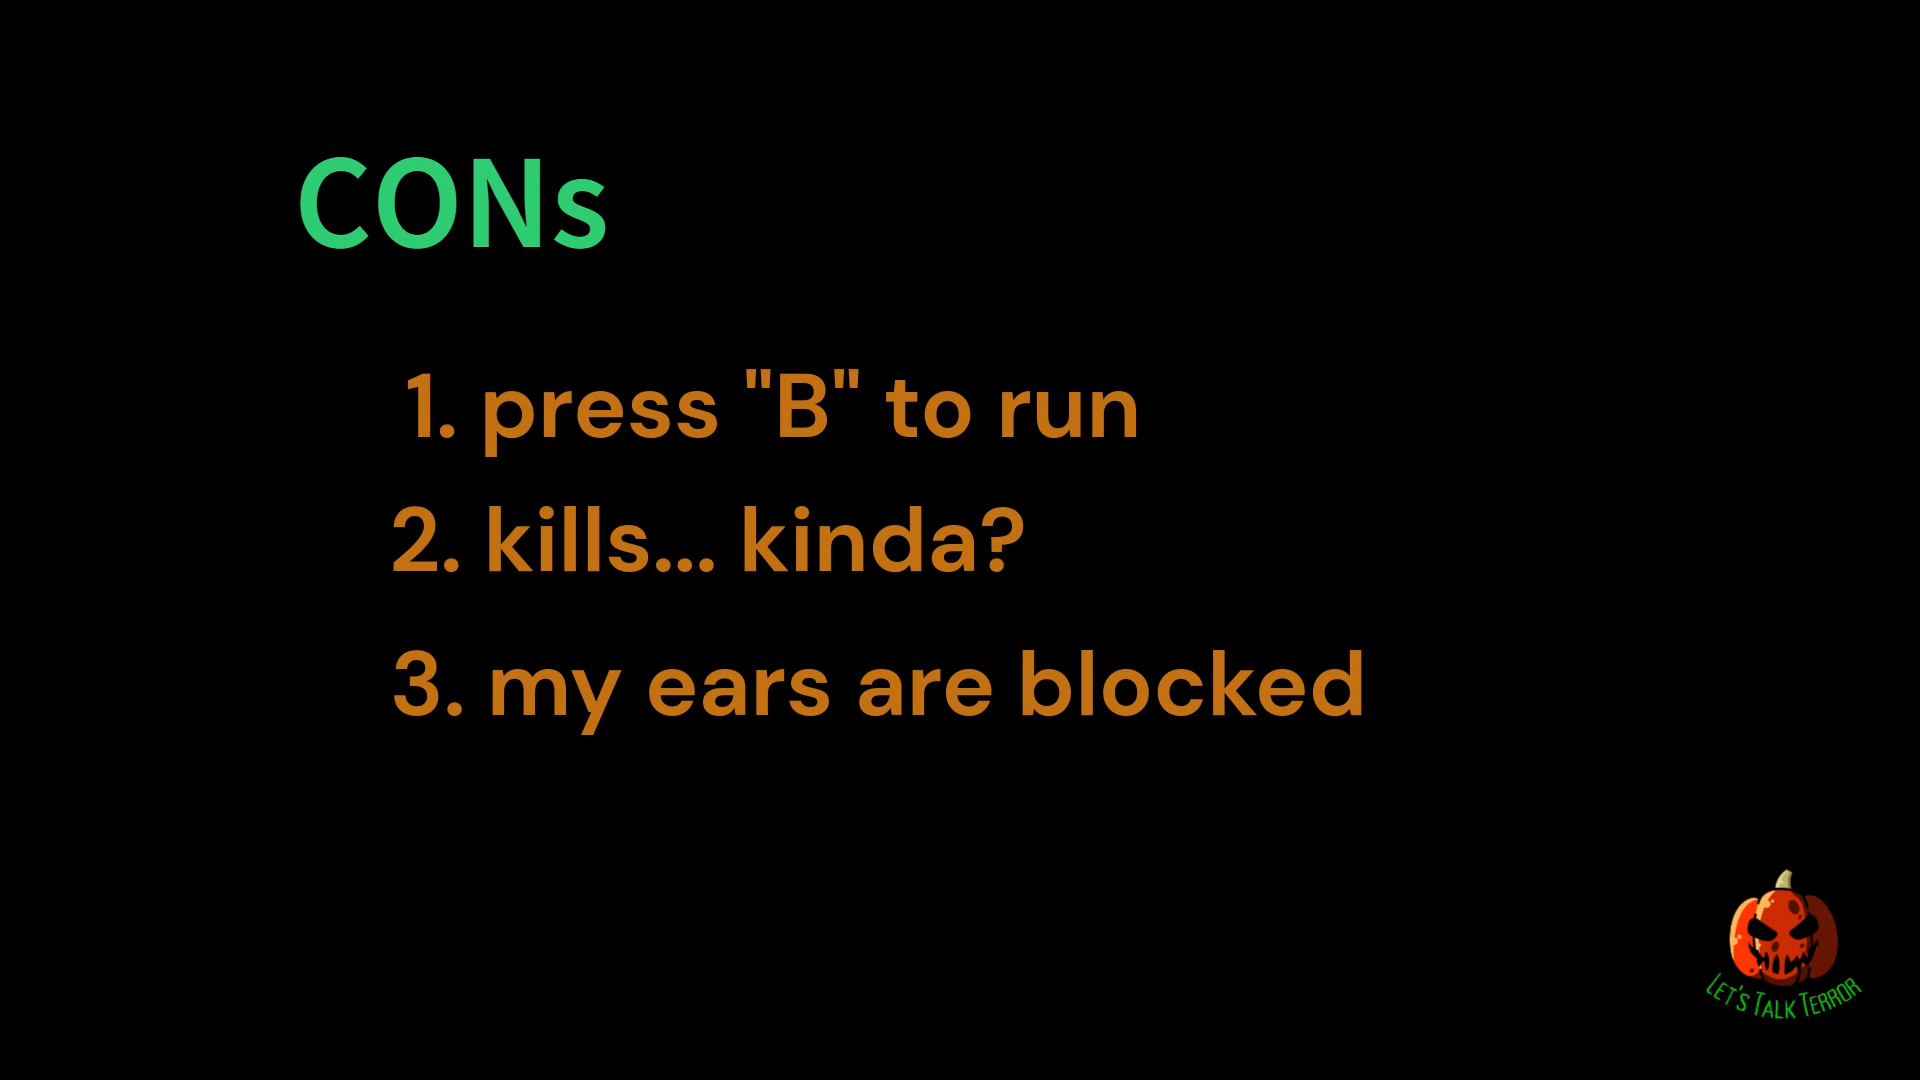 CONs
1. press "B" to run
2. kills... kinda?
3. my ears are blocked
LET'S TALK TERROR